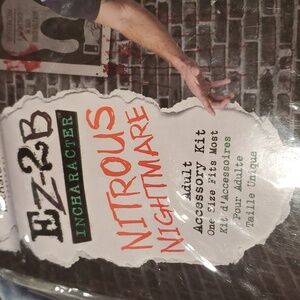 EZ-2B
INCHARACTER
NITROUS
NIGHTMARE
Adult
Accessory Kit
One Size Fits Most
Kit d'Accessoires
Pour Adulte
Taille Unique